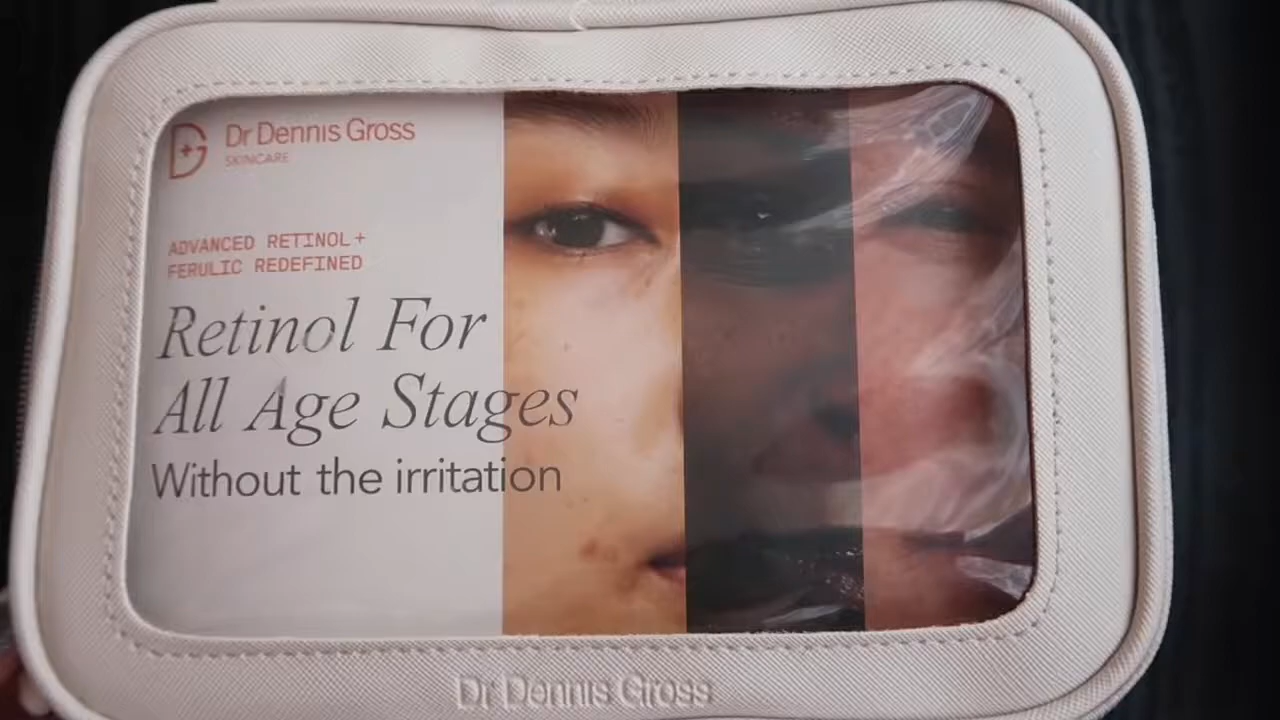 Dr Dennis Gross
SKINCARE
ADVANCED RETINOL+
FERULIC REDEFINED
Retinol For
All Age Stages
Without the irritation
Dr Dennis Gross